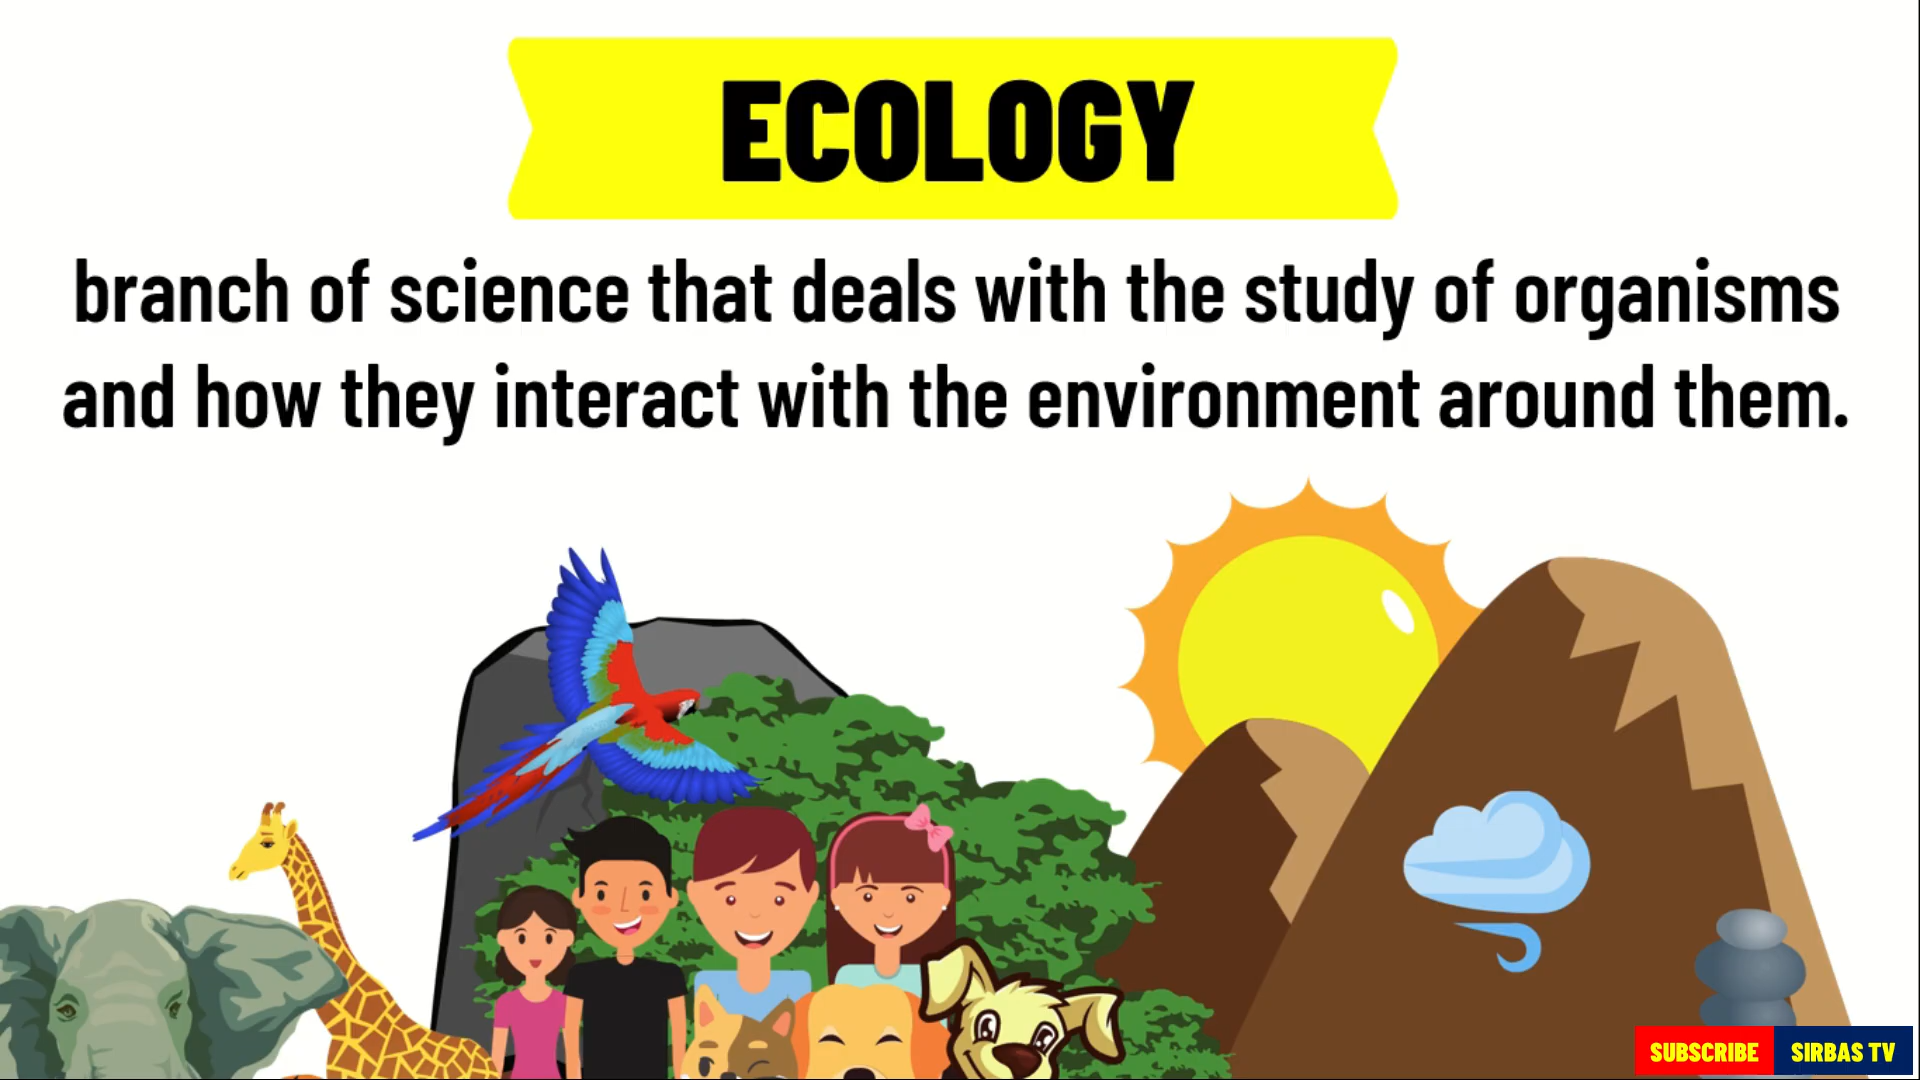 ECOLOGY
branch of science that deals with the study of organisms
and how they interact with the environment around them.
SUBSCRIBE SIRBAS TV